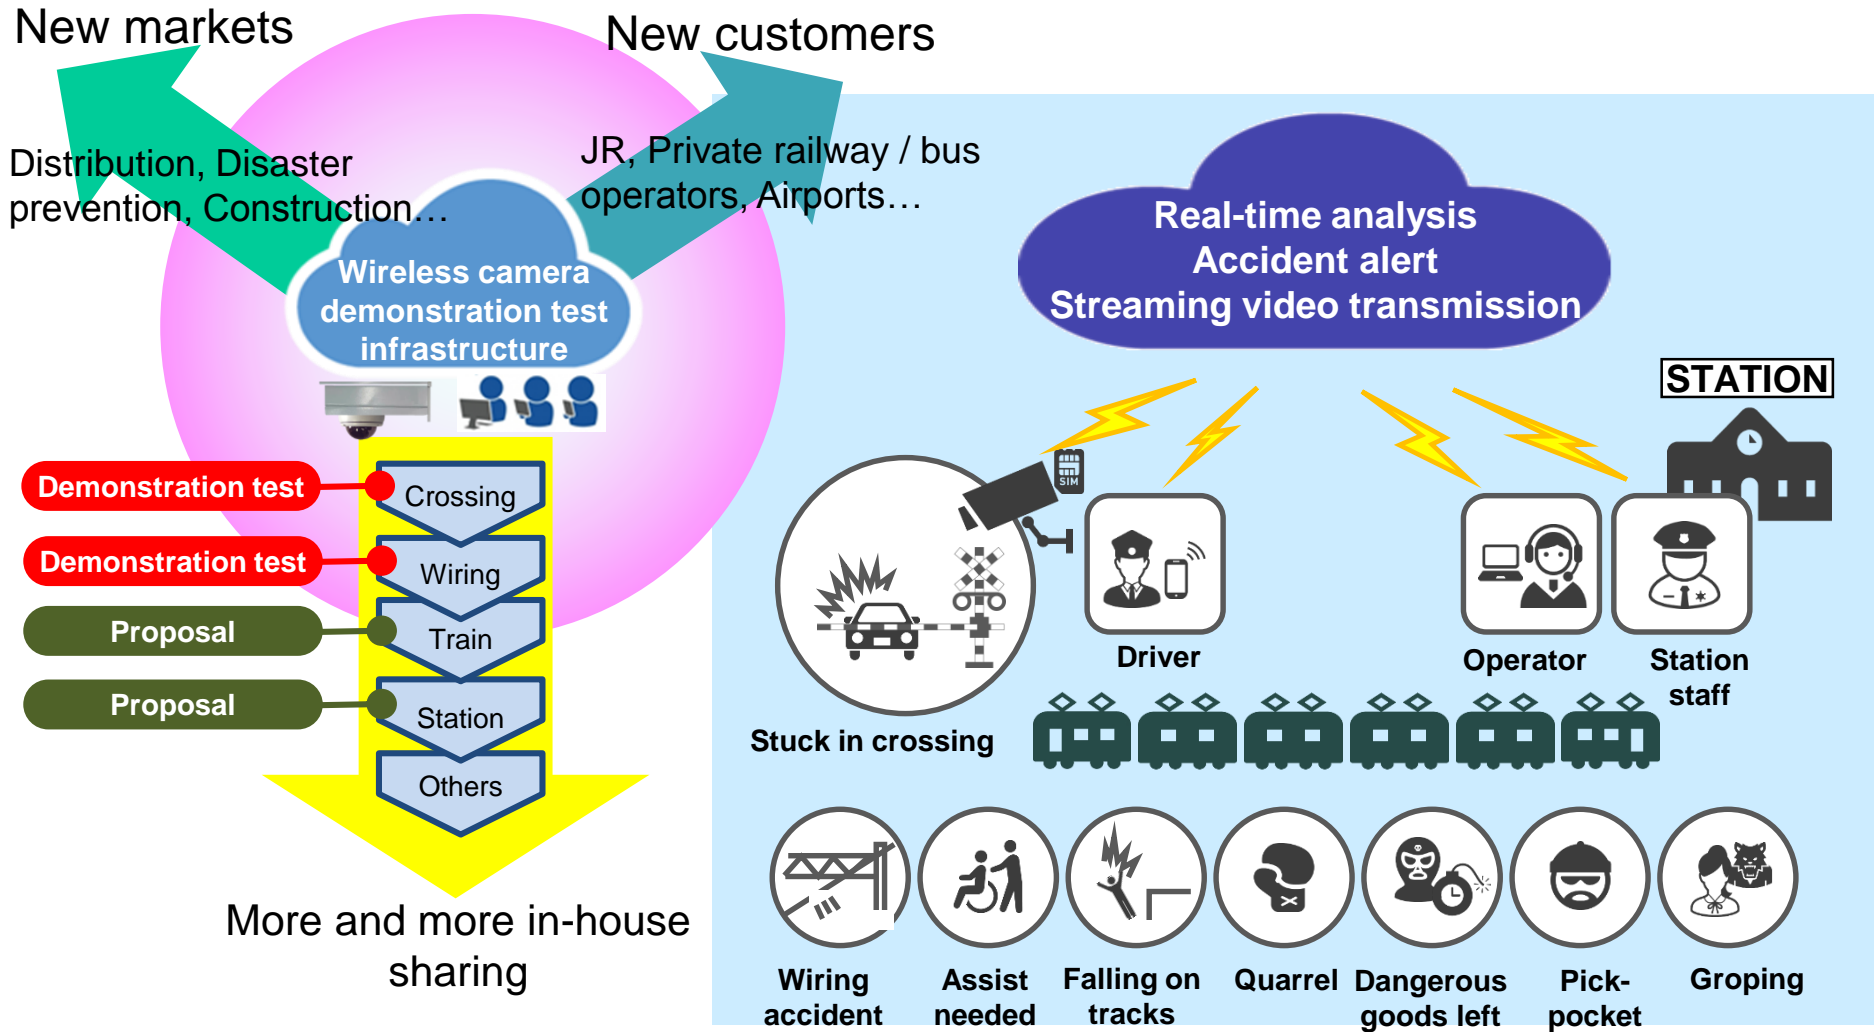 New markets
New customers
Distribution, Disaster
prevention, Construction…
JR, Private railway / bus
operators, Airports…
Wireless camera
demonstration test
infrastructure
Demonstration test
Crossing
Demonstration test
Wiring
Proposal
Train
Proposal
Station
Others
More and more in-house
sharing
Real-time analysis
Accident alert
Streaming video transmission
STATION
SIM
Driver
Operator
Station
staff
Stuck in crossing
Wiring
accident
Assist
needed
Falling on
tracks
Quarrel
Dangerous
goods left
Pick-
pocket
Groping